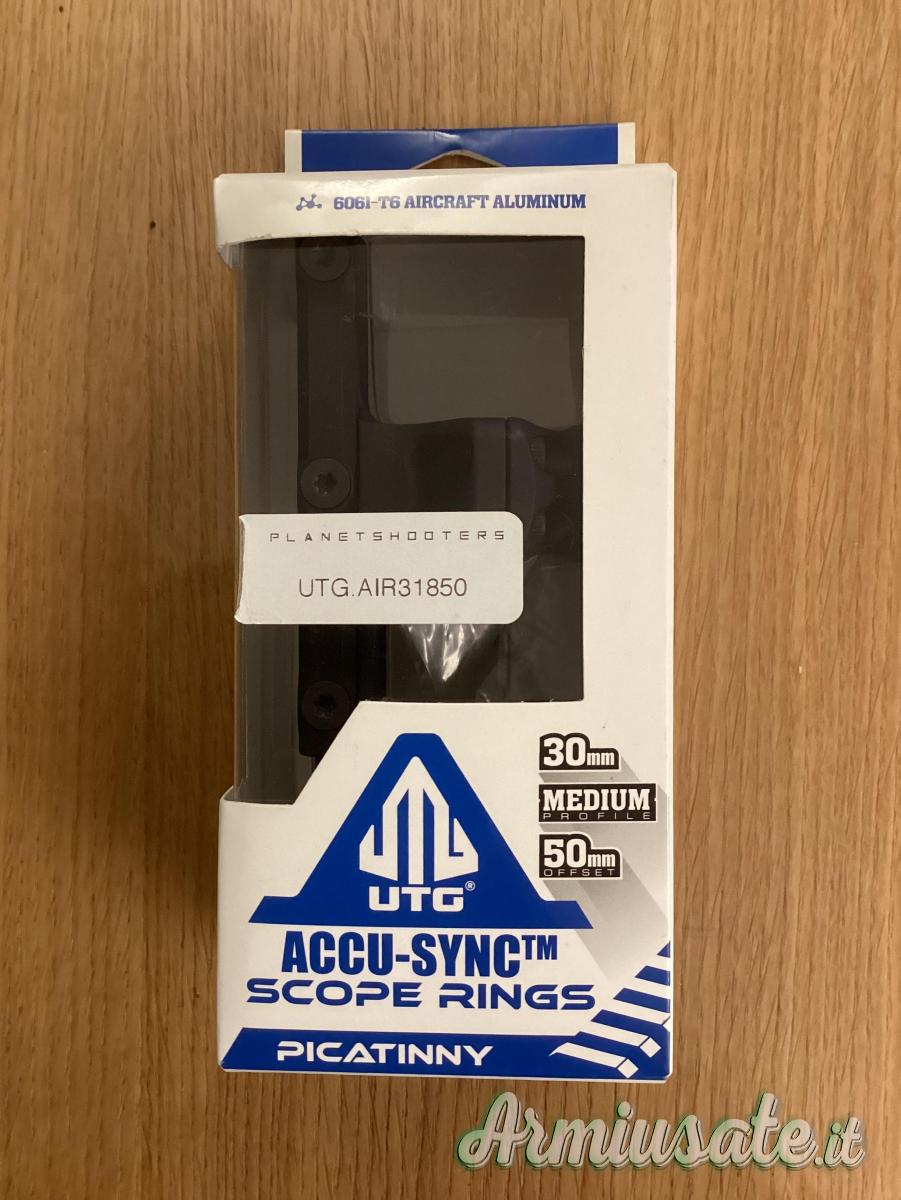 6061-T6 AIRCRAFT ALUMINUM
PLANETSHOOTERS
UTG.AIR31850
30mm
MEDIUM
PROFILE
50mm
OFFSET
UTG®
ACCU-SYNC™
SCOPE RINGS
PICATINNY
Armiusate.it